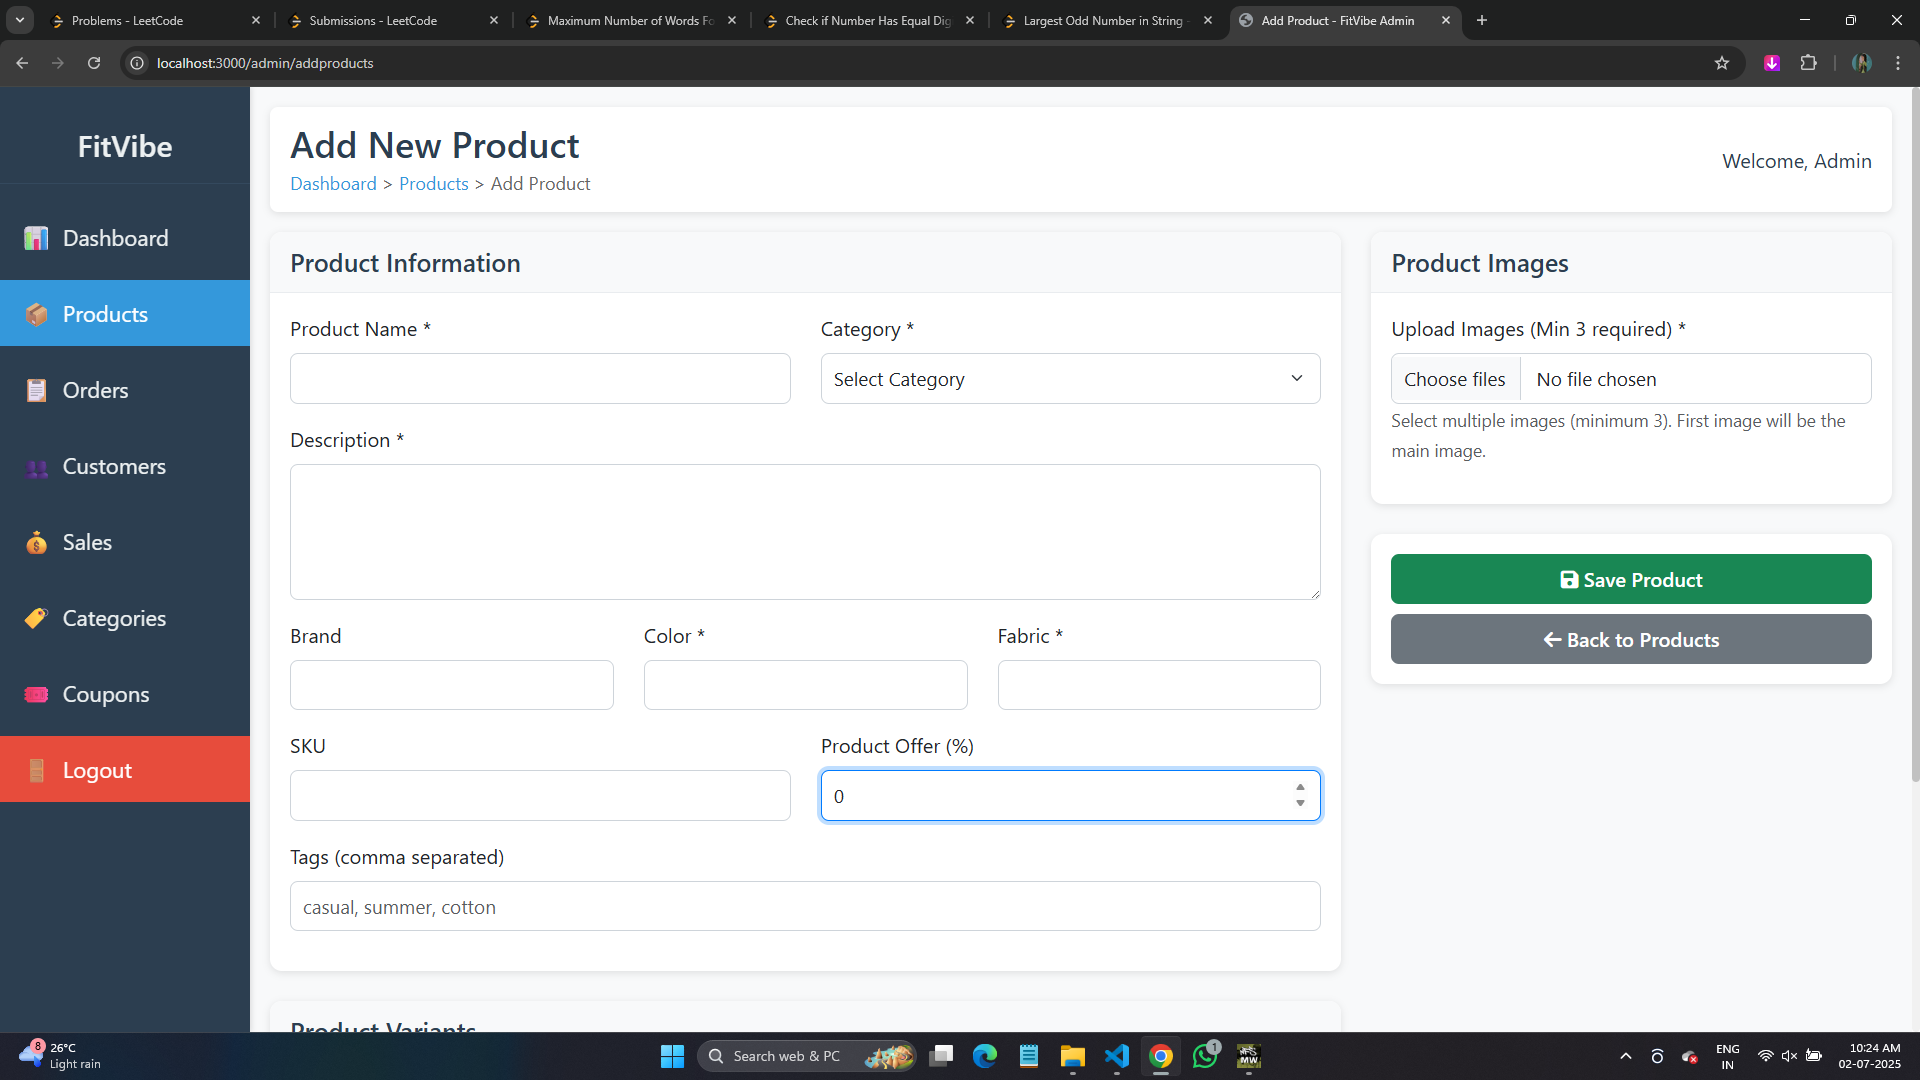 Problems - LeetCode
Submissions - LeetCode
Maximum Number of Words Fo
Check if Number Has Equal Dig
Largest Odd Number in String -
Add Product - FitVibe Admin
localhost:3000/admin/addproducts
FitVibe
Dashboard
Products
Orders
Customers
Sales
Categories
Coupons
Logout
Add New Product
Dashboard > Products > Add Product
Welcome, Admin
Product Information
Product Name *
Category *
Select Category
Description *
Brand
Color *
Fabric *
SKU
Product Offer (%)
0
Tags (comma separated)
casual, summer, cotton
Product Images
Upload Images (Min 3 required) *
Choose files No file chosen
Select multiple images (minimum 3). First image will be the
main image.
Save Product
Back to Products
Product Variants
8
26°C
Light rain
Search web & PC
1
MW
ENG
IN
10:24 AM
02-07-2025